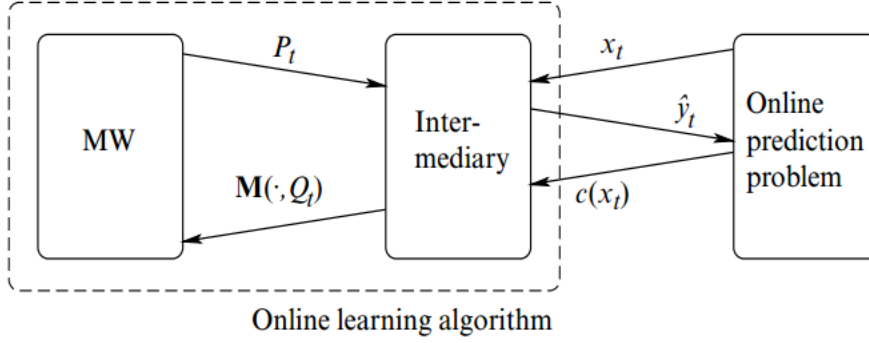 P_t
x_t
MW
Inter-
mediary
ŷ_t
Online
prediction
problem
M(·,Q_t)
c(x_t)
Online learning algorithm